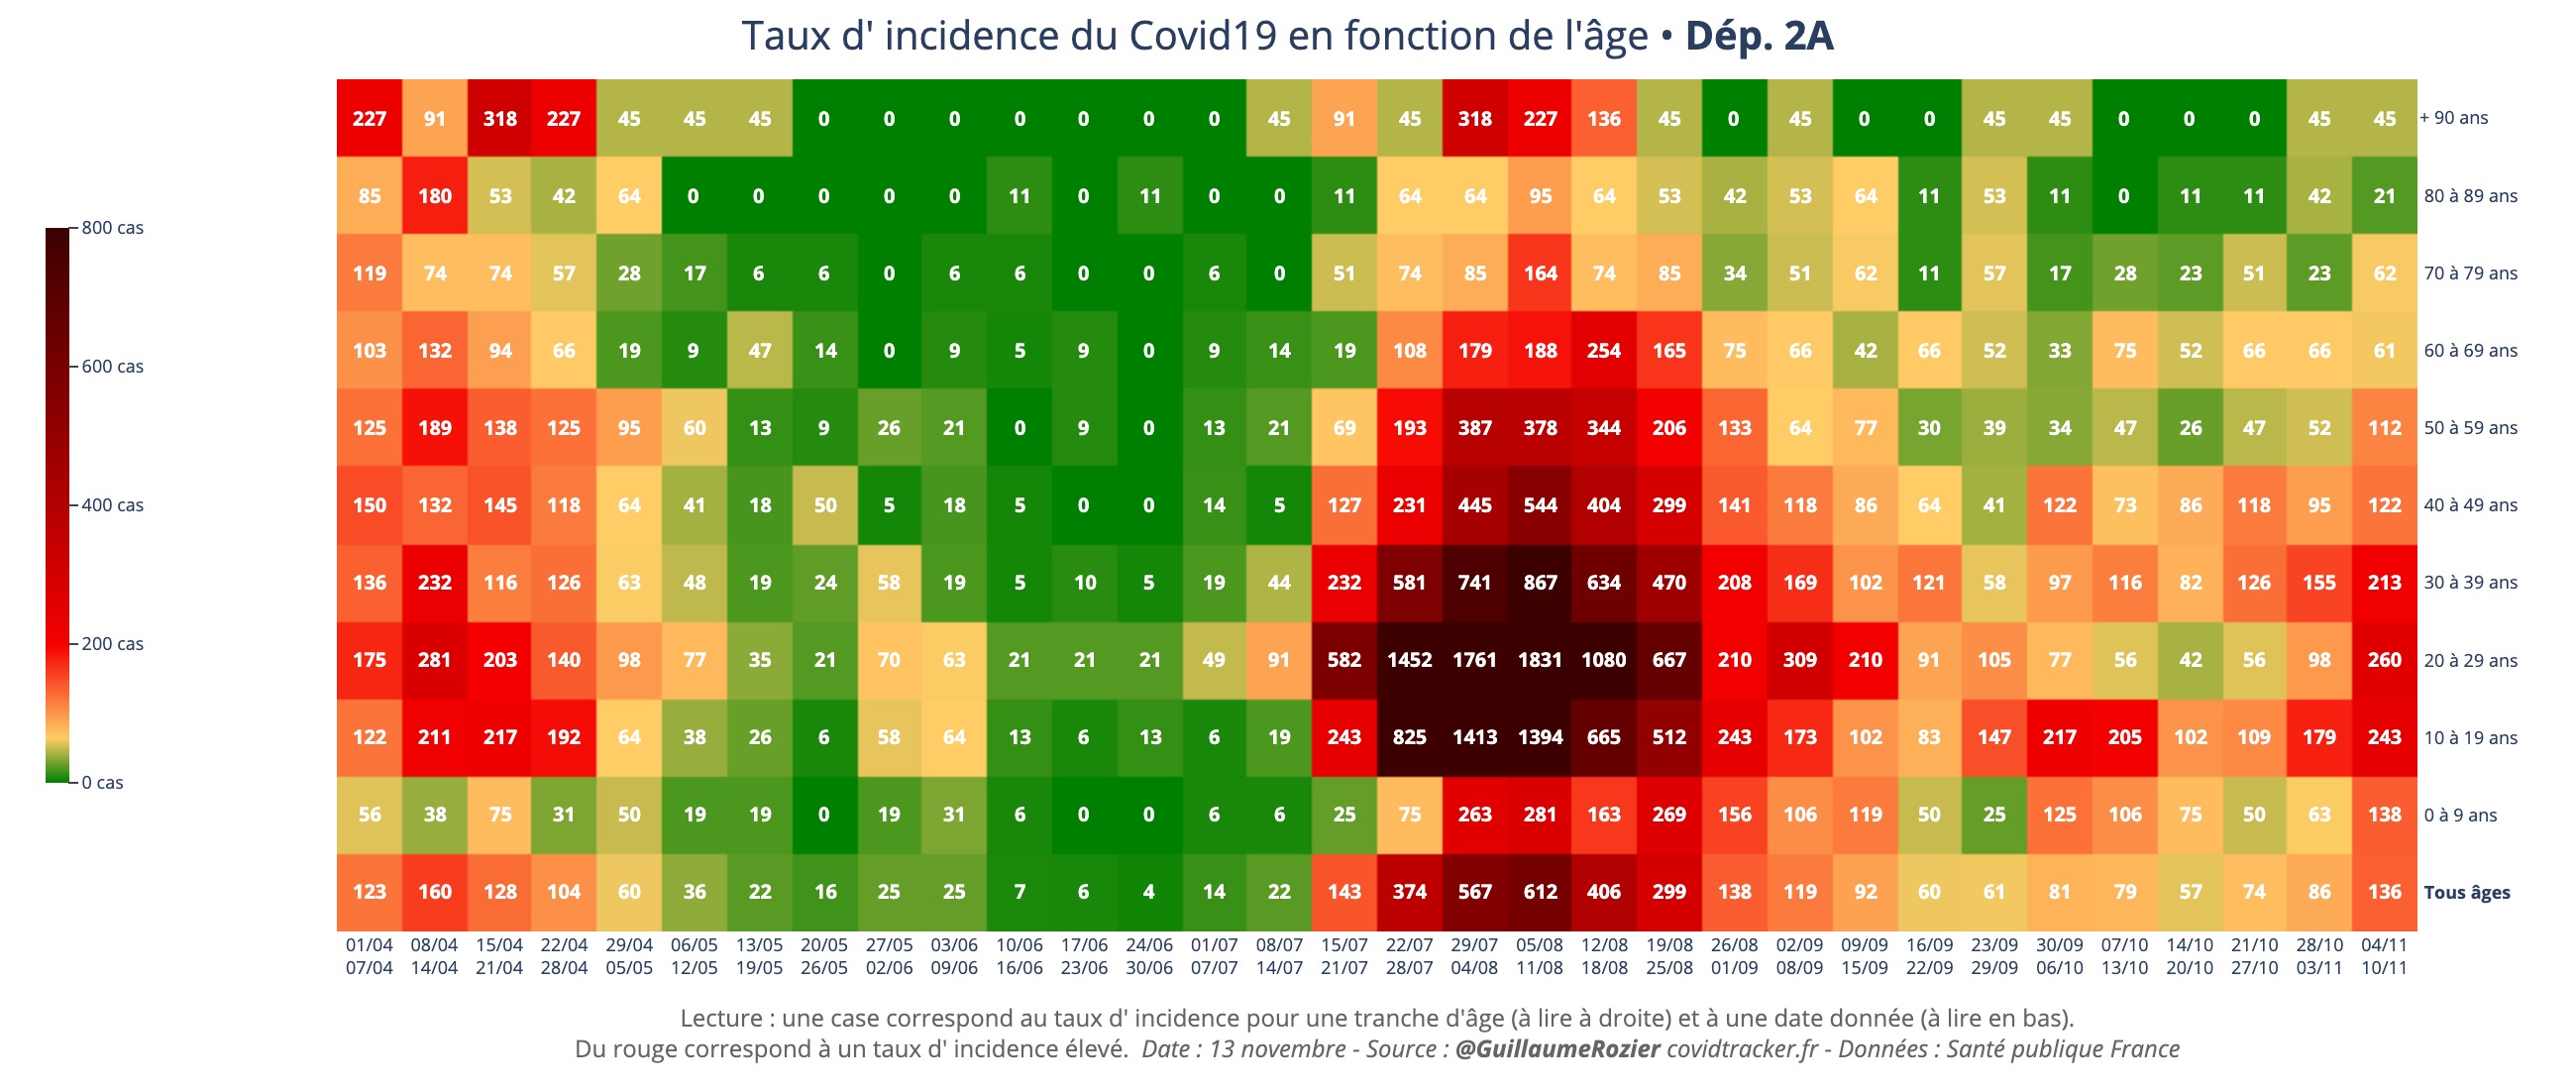 Taux d' incidence du Covid19 en fonction de l'âge • Dép. 2A
227 91 318 227 45 45 45 0 0 0 0 0 0 0 45 91 45 318 227 136 45 0 45 0 0 45 45 0 0 0 45 45 + 90 ans
85 180 53 42 64 0 0 0 0 0 11 0 11 0 0 11 64 64 95 64 53 42 53 64 11 53 11 0 11 11 42 21 80 à 89 ans
800 cas
119 74 74 57 28 17 6 6 0 6 6 0 0 6 0 51 74 85 164 74 85 34 51 62 11 57 17 28 23 51 23 62 70 à 79 ans
103 132 94 66 19 9 47 14 0 9 5 9 0 9 14 19 108 179 188 254 165 75 66 42 66 52 33 75 52 66 66 61 60 à 69 ans
600 cas
125 189 138 125 95 60 13 9 26 21 0 9 0 13 21 69 193 387 378 344 206 133 64 77 30 39 34 47 26 47 52 112 50 à 59 ans
400 cas
150 132 145 118 64 41 18 50 5 18 5 0 0 14 5 127 231 445 544 404 299 141 118 86 64 41 122 73 86 118 95 122 40 à 49 ans
136 232 116 126 63 48 19 24 58 19 5 10 5 19 44 232 581 741 867 634 470 208 169 102 121 58 97 116 82 126 155 213 30 à 39 ans
200 cas
175 281 203 140 98 77 35 21 70 63 21 21 21 49 91 582 1452 1761 1831 1080 667 210 309 210 91 105 77 56 42 56 98 260 20 à 29 ans
122 211 217 192 64 38 26 6 58 64 13 6 13 6 19 243 825 1413 1394 665 512 243 173 102 83 147 217 205 102 109 179 243 10 à 19 ans
0 cas
56 38 75 31 50 19 19 0 19 31 6 0 0 6 6 25 75 263 281 163 269 156 106 119 50 25 125 106 75 50 63 138 0 à 9 ans
123 160 128 104 60 36 22 16 25 25 7 6 4 14 22 143 374 567 612 406 299 138 119 92 60 61 81 79 57 74 86 136 Tous âges
01/04 08/04 15/04 22/04 29/04 06/05 13/05 20/05 27/05 03/06 10/06 17/06 24/06 01/07 08/07 15/07 22/07 29/07 05/08 12/08 19/08 26/08 02/09 09/09 16/09 23/09 30/09 07/10 14/10 21/10 28/10 04/11
07/04 14/04 21/04 28/04 05/05 12/05 19/05 26/05 02/06 09/06 16/06 23/06 30/06 07/07 14/07 21/07 28/07 04/08 11/08 18/08 25/08 01/09 08/09 15/09 22/09 29/09 06/10 13/10 20/10 27/10 03/11 10/11
Lecture : une case correspond au taux d' incidence pour une tranche d'âge (à lire à droite) et à une date donnée (à lire en bas).
Du rouge correspond à un taux d' incidence élevé. Date : 13 novembre - Source : @GuillaumeRozier covidtracker.fr - Données : Santé publique France